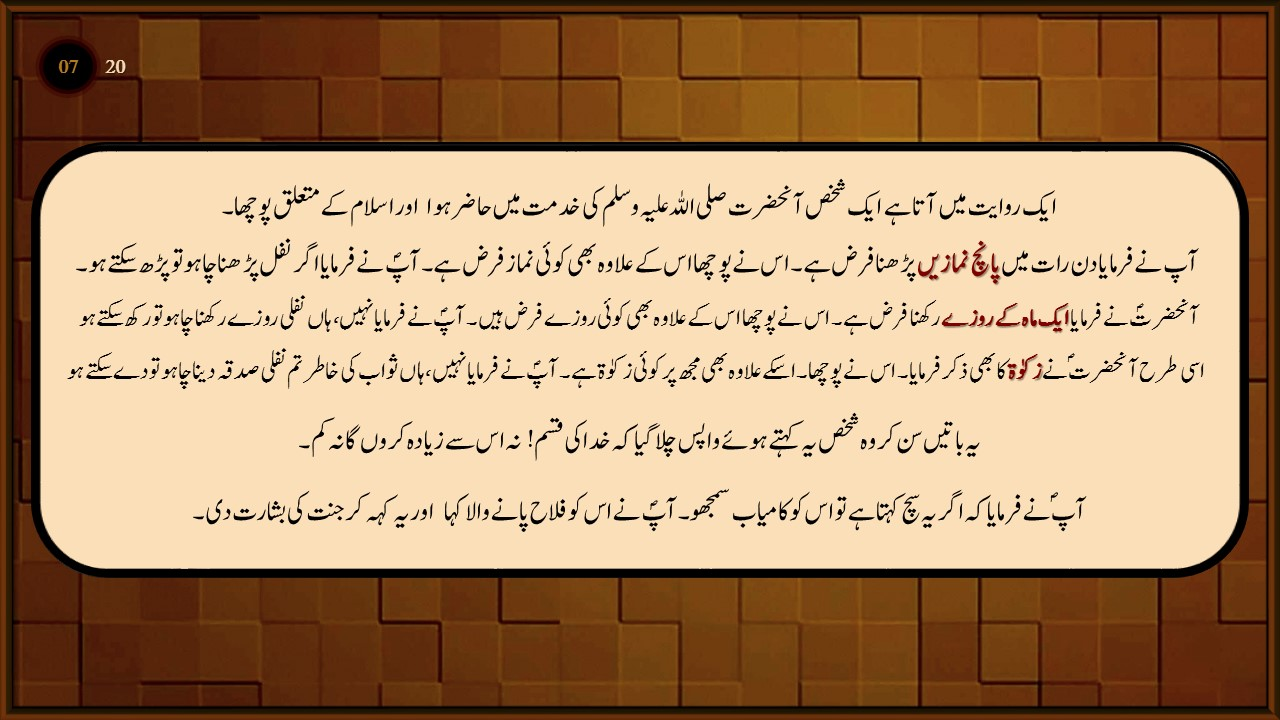 07 20
ایک روایت میں آتا ہے ایک شخص آنحضرت صلی اللہ علیہ وسلم کی خدمت میں حاضر ہوا اور اسلام کے متعلق پوچھا۔
آپ نے فرمایا دن رات میں پانچ نمازیں پڑھنا فرض ہے۔ اس نے پوچھا اس کے علاوہ بھی کوئی نماز فرض ہے۔ آپؐ نے فرمایا اگر نفل پڑھنا چاہو تو پڑھ سکتے ہو۔
آنحضرتؐ نے فرمایا ایک ماہ کے روزے رکھنا فرض ہے۔ اس نے پوچھا اس کے علاوہ بھی کوئی روزے فرض ہیں۔ آپؐ نے فرمایا نہیں، ہاں نفلی روزے رکھنا چاہو تو رکھ سکتے ہو
اسی طرح آنحضرتؐ نے زکوٰۃ کا بھی ذکر فرمایا۔ اس نے پوچھا۔ اسکے علاوہ بھی مجھ پر کوئی زکوٰۃ ہے۔ آپؐ نے فرمایا نہیں، ہاں ثواب کی خاطر تم نفلی صدقہ دینا چاہو تو دے سکتے ہو
یہ باتیں سن کر وہ شخص یہ کہتے ہوئے واپس چلا گیا کہ خدا کی قسم! نہ اس سے زیادہ کروں گا نہ کم۔
آپؐ نے فرمایا کہ اگر یہ سچ کہتا ہے تو اس کو کامیاب سمجھو۔ آپؐ نے اس کو فلاح پانے والا کہا اور یہ کہہ کر جنت کی بشارت دی۔